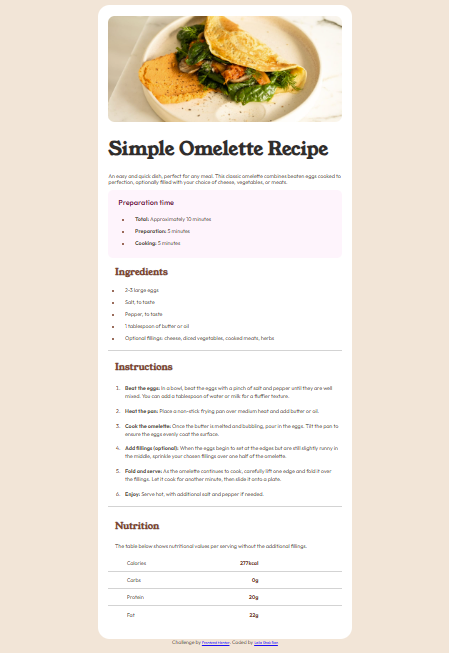 Simple Omelette Recipe
An easy and quick dish, perfect for any meal. This classic omelette combines beaten eggs cooked to
perfection, optionally filled with your choice of cheese, vegetables, or meats.
Preparation time
Total: Approximately 10 minutes
Preparation: 5 minutes
Cooking: 5 minutes
Ingredients
2-3 large eggs
Salt, to taste
Pepper, to taste
1 tablespoon of butter or oil
Optional fillings: cheese, diced vegetables, cooked meats, herbs
Instructions
1. Beat the eggs: In a bowl, beat the eggs with a pinch of salt and pepper until they are well
mixed. You can add a tablespoon of water or milk for a fluffier texture.
2. Heat the pan: Place a non-stick frying pan over medium heat and add butter or oil.
3. Cook the omelette: Once the butter is melted and bubbling, pour in the eggs. Tilt the pan to
ensure the eggs evenly coat the surface.
4. Add fillings (optional): When the eggs begin to set at the edges but are still slightly runny in
the middle, sprinkle your chosen fillings over one half of the omelette.
5. Fold and serve: As the omelette continues to cook, carefully lift one edge and fold it over
the fillings. Let it cook for another minute, then slide it onto a plate.
6. Enjoy: Serve hot, with additional salt and pepper if needed.
Nutrition
The table below shows nutritional values per serving without the additional fillings.
Calories 277kcal
Carbs 0g
Protein 20g
Fat 22g
Challenge by Frontend Mentor. Coded by